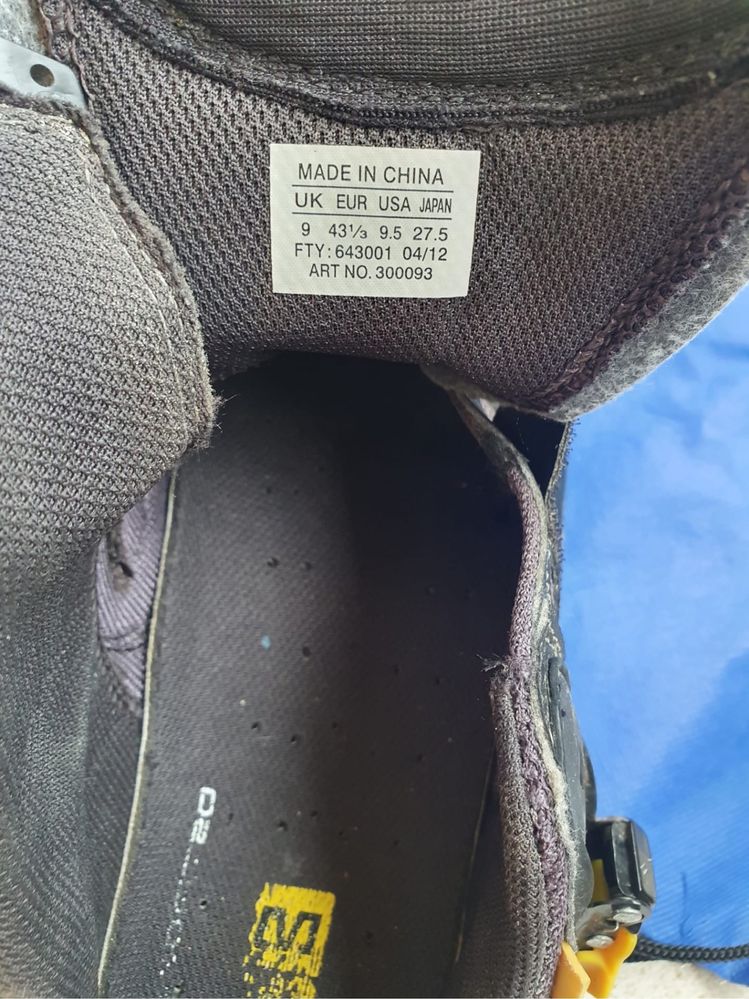 MADE IN CHINA
UK EUR USA JAPAN
9 43⅓ 9.5 27.5
FTY: 643001 04/12
ART NO. 300093